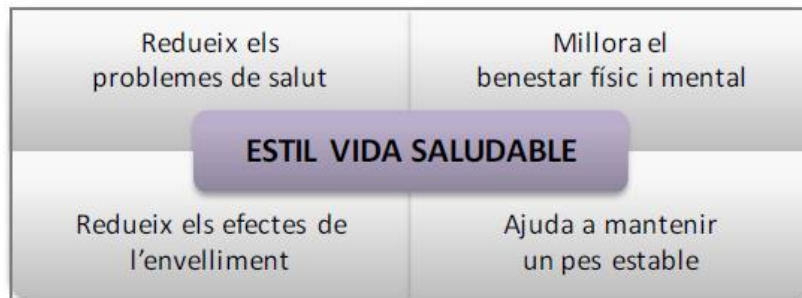 Redueix els
problemes de salut
Millora el
benestar físic i mental
ESTIL VIDA SALUDABLE
Redueix els efectes de
l’envelliment
Ajuda a mantenir
un pes estable